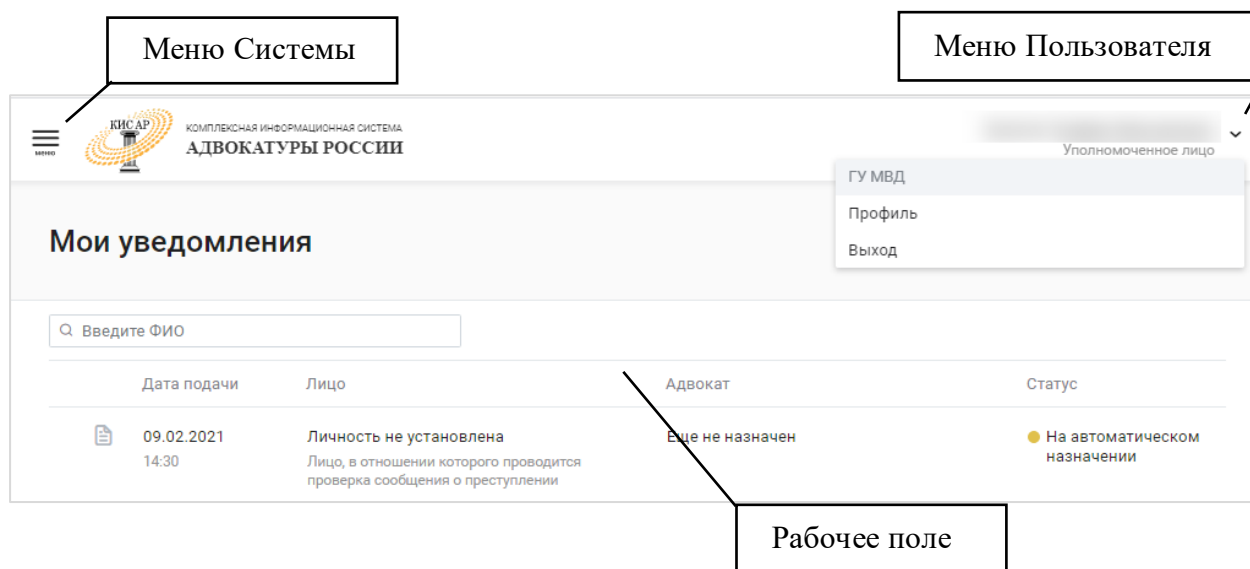 Меню Системы
Меню Пользователя
МЕНЮ
КИС АР
КОМПЛЕКСНАЯ ИНФОРМАЦИОННАЯ СИСТЕМА
АДВОКАТУРЫ РОССИИ
Уполномоченное лицо
ГУ МВД
Профиль
Выход
Мои уведомления
Введите ФИО
Дата подачи Лицо Адвокат Статус
09.02.2021 Личность не установлена Еще не назначен На автоматическом
14:30 Лицо, в отношении которого проводится назначении
проверка сообщения о преступлении
Рабочее поле